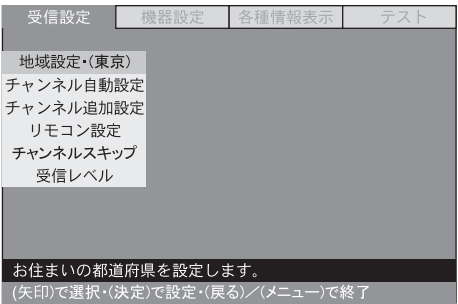 受信設定 機器設定 各種情報表示 テスト
地域設定・(東京)
チャンネル自動設定
チャンネル追加設定
リモコン設定
チャンネルスキップ
受信レベル
お住まいの都道府県を設定します。
(矢印)で選択・(決定)で設定・(戻る)／(メニュー)で終了